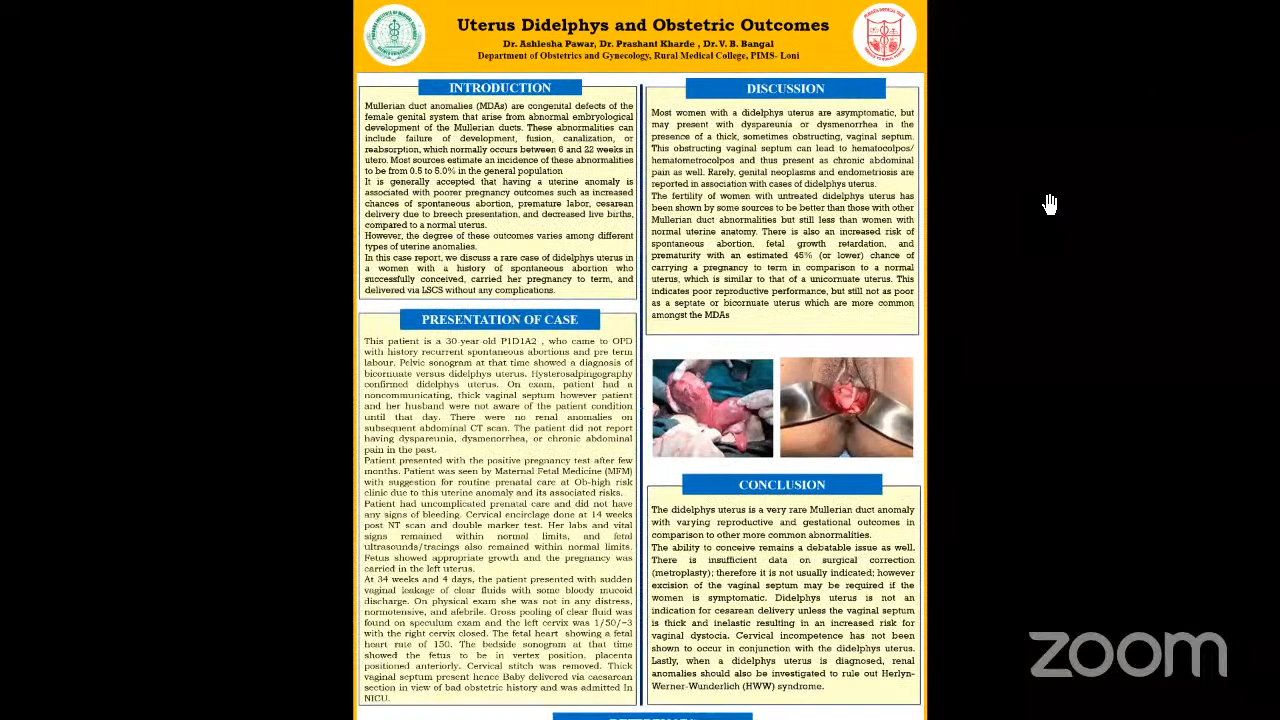 Uterus Didelphys and Obstetric Outcomes
Dr. Ashlesha Pawar, Dr. Prashant Kharde , Dr. V. B. Bangal
Department of Obstetrics and Gynecology, Rural Medical College, PIMS- Loni
INTRODUCTION
Mullerian duct anomalies (MDAs) are congenital defects of the
female genital system that arise from abnormal embryological
development of the Mullerian ducts. These abnormalities can
include failure of development, fusion, canalization, or
reabsorption, which normally occurs between 6 and 22 weeks in
utero. Most sources estimate an incidence of these abnormalities
to be from 0.5 to 5.0% in the general population
It is generally accepted that having a uterine anomaly is
associated with poorer pregnancy outcomes such as increased
chances of spontaneous abortion, premature labor, cesarean
delivery due to breech presentation, and decreased live births,
compared to a normal uterus.
However, the degree of these outcomes varies among different
types of uterine anomalies.
In this case report, we discuss a rare case of didelphys uterus in
a women with a history of spontaneous abortion who
successfully conceived, carried her pregnancy to term, and
delivered via LSCS without any complications.
PRESENTATION OF CASE
This patient is a 30-year-old P1D1A2 , who came to OPD
with history recurrent spontaneous abortions and pre term
labour. Pelvic sonogram at that time showed a diagnosis of
bicornuate versus didelphys uterus. Hysterosalpingography
confirmed didelphys uterus. On exam, patient had a
noncommunicating, thick vaginal septum however patient
and her husband were not aware of the patient condition
until that day. There were no renal anomalies on
subsequent abdominal CT scan. The patient did not report
having dyspareunia, dysmenorrhea, or chronic abdominal
pain in the past.
Patient presented with the positive pregnancy test after few
months. Patient was seen by Maternal Fetal Medicine (MFM)
with suggestion for routine prenatal care at Ob-high risk
clinic due to this uterine anomaly and its associated risks.
Patient had uncomplicated prenatal care and did not have
any signs of bleeding. Cervical encirclage done at 14 weeks
post NT scan and double marker test. Her labs and vital
signs remained within normal limits, and fetal
ultrasounds/tracings also remained within normal limits.
Fetus showed appropriate growth and the pregnancy was
carried in the left uterus.
At 34 weeks and 4 days, the patient presented with sudden
vaginal leakage of clear fluids with some bloody mucoid
discharge. On physical exam she was not in any distress,
normotensive, and afebrile. Gross pooling of clear fluid was
found on speculum exam and the left cervix was 1/50/−3
with the right cervix closed. The fetal heart showing a fetal
heart rate of 150. The bedside sonogram at that time
showed the fetus to be in vertex position. placenta
positioned anteriorly. Cervical stitch was removed. Thick
vaginal septum present hence Baby delivered via caesarean
section in view of bad obstetric history and was admitted In
NICU.
DISCUSSION
Most women with a didelphys uterus are asymptomatic, but
may present with dyspareunia or dysmenorrhea in the
presence of a thick, sometimes obstructing, vaginal septum.
This obstructing vaginal septum can lead to hematocolpos/
hematometrocolpos and thus present as chronic abdominal
pain as well. Rarely, genital neoplasms and endometriosis are
reported in association with cases of didelphys uterus.
The fertility of women with untreated didelphys uterus has
been shown by some sources to be better than those with other
Mullerian duct abnormalities but still less than women with
normal uterine anatomy. There is also an increased risk of
spontaneous abortion, fetal growth retardation, and
prematurity with an estimated 45% (or lower) chance of
carrying a pregnancy to term in comparison to a normal
uterus, which is similar to that of a unicornuate uterus. This
indicates poor reproductive performance, but still not as poor
as a septate or bicornuate uterus which are more common
amongst the MDAs
CONCLUSION
The didelphys uterus is a very rare Mullerian duct anomaly
with varying reproductive and gestational outcomes in
comparison to other more common abnormalities.
The ability to conceive remains a debatable issue as well.
There is insufficient data on surgical correction
(metroplasty); therefore it is not usually indicated; however
excision of the vaginal septum may be required if the
women is symptomatic. Didelphys uterus is not an
indication for cesarean delivery unless the vaginal septum
is thick and inelastic resulting in an increased risk for
vaginal dystocia. Cervical incompetence has not been
shown to occur in conjunction with the didelphys uterus.
Lastly, when a didelphys uterus is diagnosed, renal
anomalies should also be investigated to rule out Herlyn-
Werner-Wunderlich (HWW) syndrome.
zoom